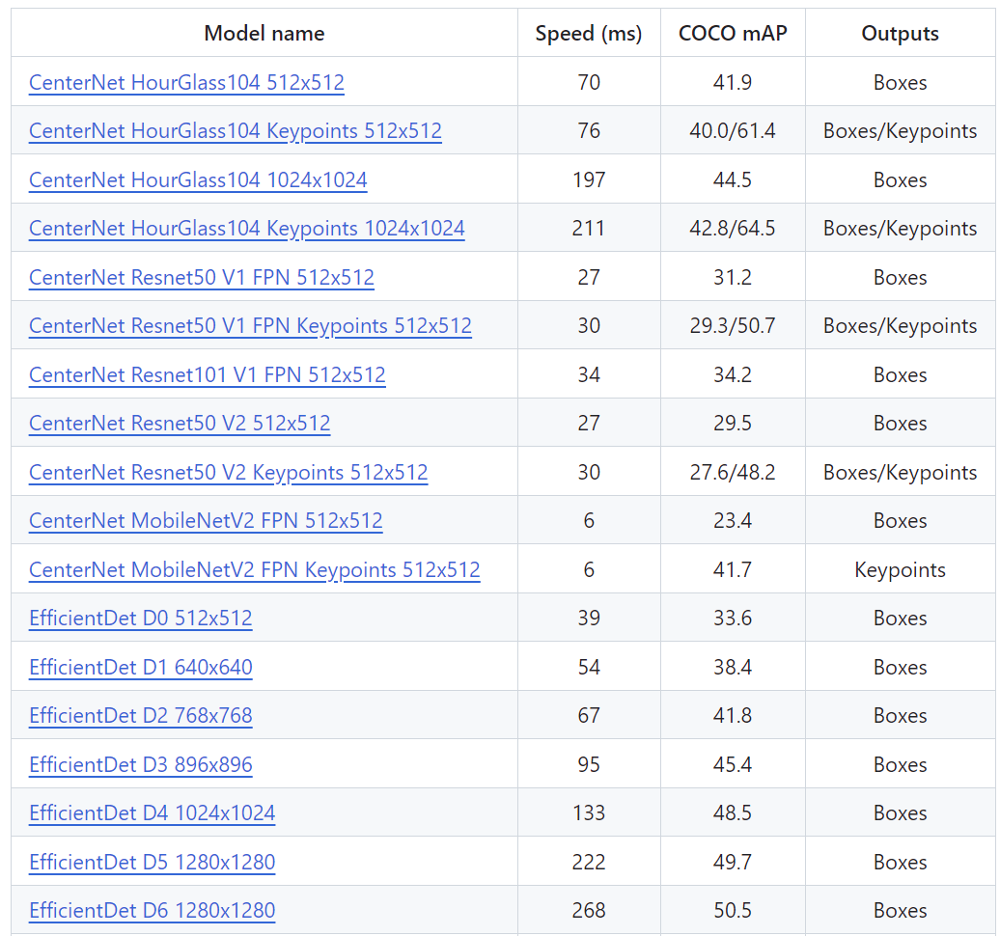 Model name Speed (ms) COCO mAP Outputs
CenterNet HourGlass104 512x512 70 41.9 Boxes
CenterNet HourGlass104 Keypoints 512x512 76 40.0/61.4 Boxes/Keypoints
CenterNet HourGlass104 1024x1024 197 44.5 Boxes
CenterNet HourGlass104 Keypoints 1024x1024 211 42.8/64.5 Boxes/Keypoints
CenterNet Resnet50 V1 FPN 512x512 27 31.2 Boxes
CenterNet Resnet50 V1 FPN Keypoints 512x512 30 29.3/50.7 Boxes/Keypoints
CenterNet Resnet101 V1 FPN 512x512 34 34.2 Boxes
CenterNet Resnet50 V2 512x512 27 29.5 Boxes
CenterNet Resnet50 V2 Keypoints 512x512 30 27.6/48.2 Boxes/Keypoints
CenterNet MobileNetV2 FPN 512x512 6 23.4 Boxes
CenterNet MobileNetV2 FPN Keypoints 512x512 6 41.7 Keypoints
EfficientDet D0 512x512 39 33.6 Boxes
EfficientDet D1 640x640 54 38.4 Boxes
EfficientDet D2 768x768 67 41.8 Boxes
EfficientDet D3 896x896 95 45.4 Boxes
EfficientDet D4 1024x1024 133 48.5 Boxes
EfficientDet D5 1280x1280 222 49.7 Boxes
EfficientDet D6 1280x1280 268 50.5 Boxes